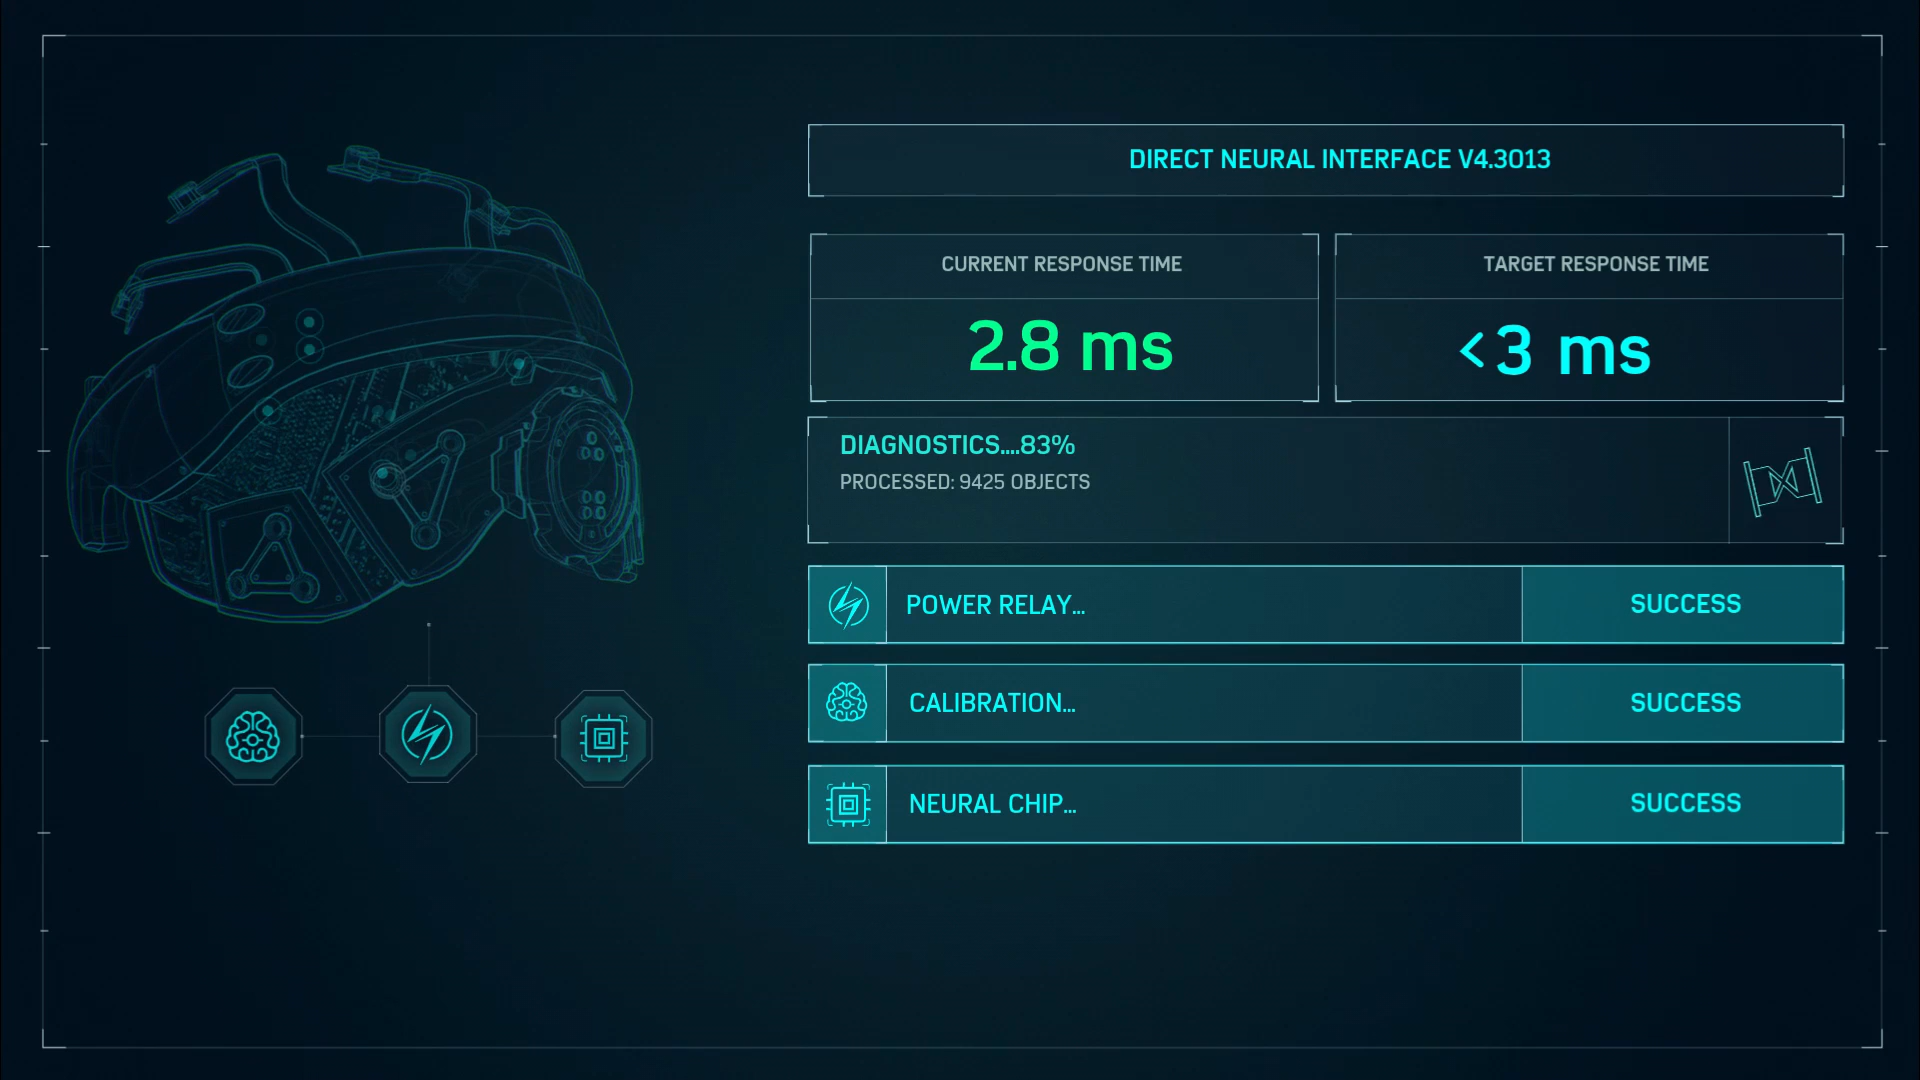 DIRECT NEURAL INTERFACE V4.3013
CURRENT RESPONSE TIME
2.8 ms
TARGET RESPONSE TIME
<3 ms
DIAGNOSTICS....83%
PROCESSED: 9425 OBJECTS
POWER RELAY...
SUCCESS
CALIBRATION...
SUCCESS
NEURAL CHIP...
SUCCESS